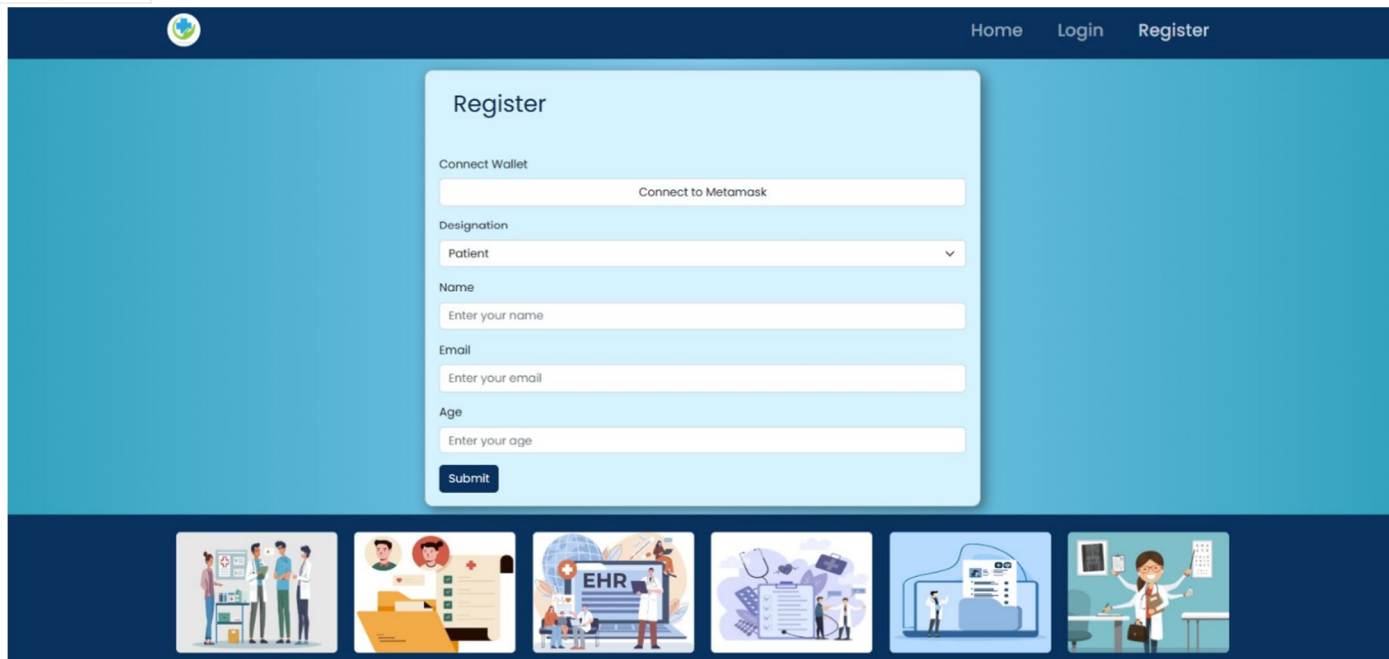 Home Login Register
Register
Connect Wallet
Connect to Metamask
Designation
Patient
Name
Enter your name
Email
Enter your email
Age
Enter your age
Submit
EHR